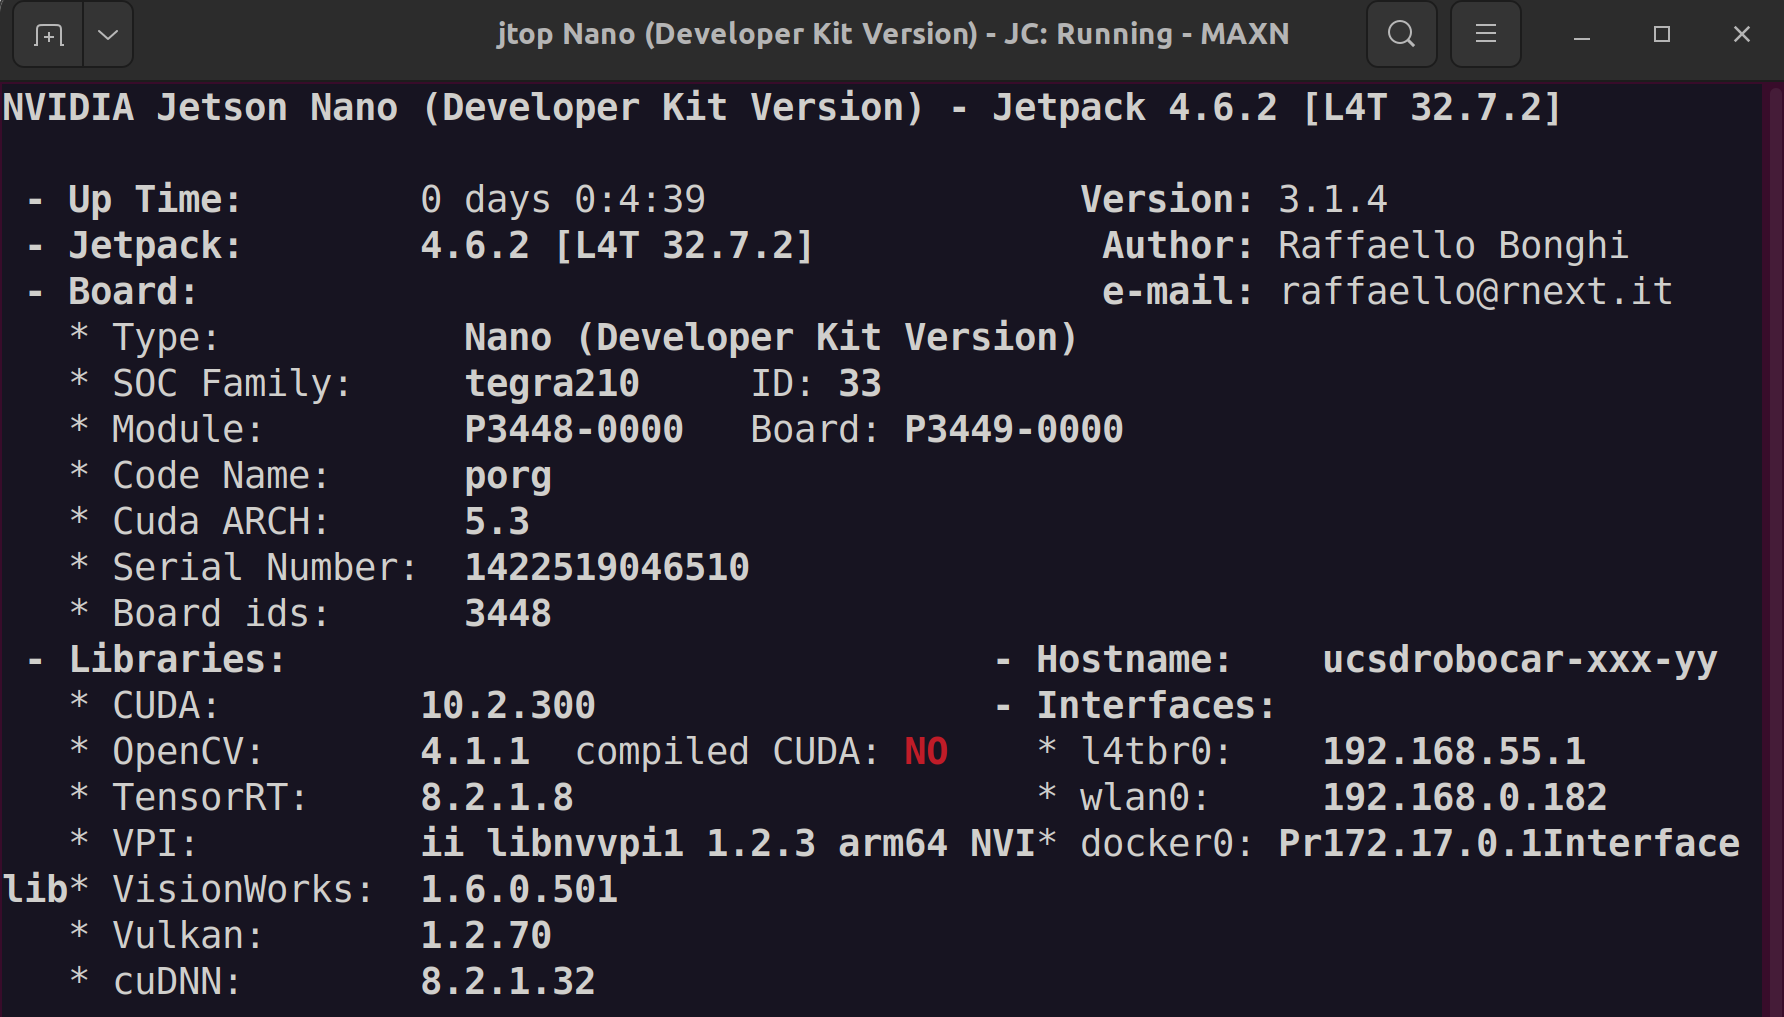 jtop Nano (Developer Kit Version) - JC: Running - MAXN
NVIDIA Jetson Nano (Developer Kit Version) - Jetpack 4.6.2 [L4T 32.7.2]
- Up Time: 0 days 0:4:39 Version: 3.1.4
- Jetpack: 4.6.2 [L4T 32.7.2] Author: Raffaello Bonghi
- Board: e-mail: raffaello@rnext.it
* Type: Nano (Developer Kit Version)
* SOC Family: tegra210 ID: 33
* Module: P3448-0000 Board: P3449-0000
* Code Name: porg
* Cuda ARCH: 5.3
* Serial Number: 1422519046510
* Board ids: 3448
- Libraries: - Hostname: ucsdrobocar-xxx-yy
* CUDA: 10.2.300 - Interfaces:
* OpenCV: 4.1.1 compiled CUDA: NO * l4tbr0: 192.168.55.1
* TensorRT: 8.2.1.8 * wlan0: 192.168.0.182
* VPI: ii libnvvpi1 1.2.3 arm64 NVI* docker0: Pr172.17.0.1Interface
lib* VisionWorks: 1.6.0.501
* Vulkan: 1.2.70
* cuDNN: 8.2.1.32